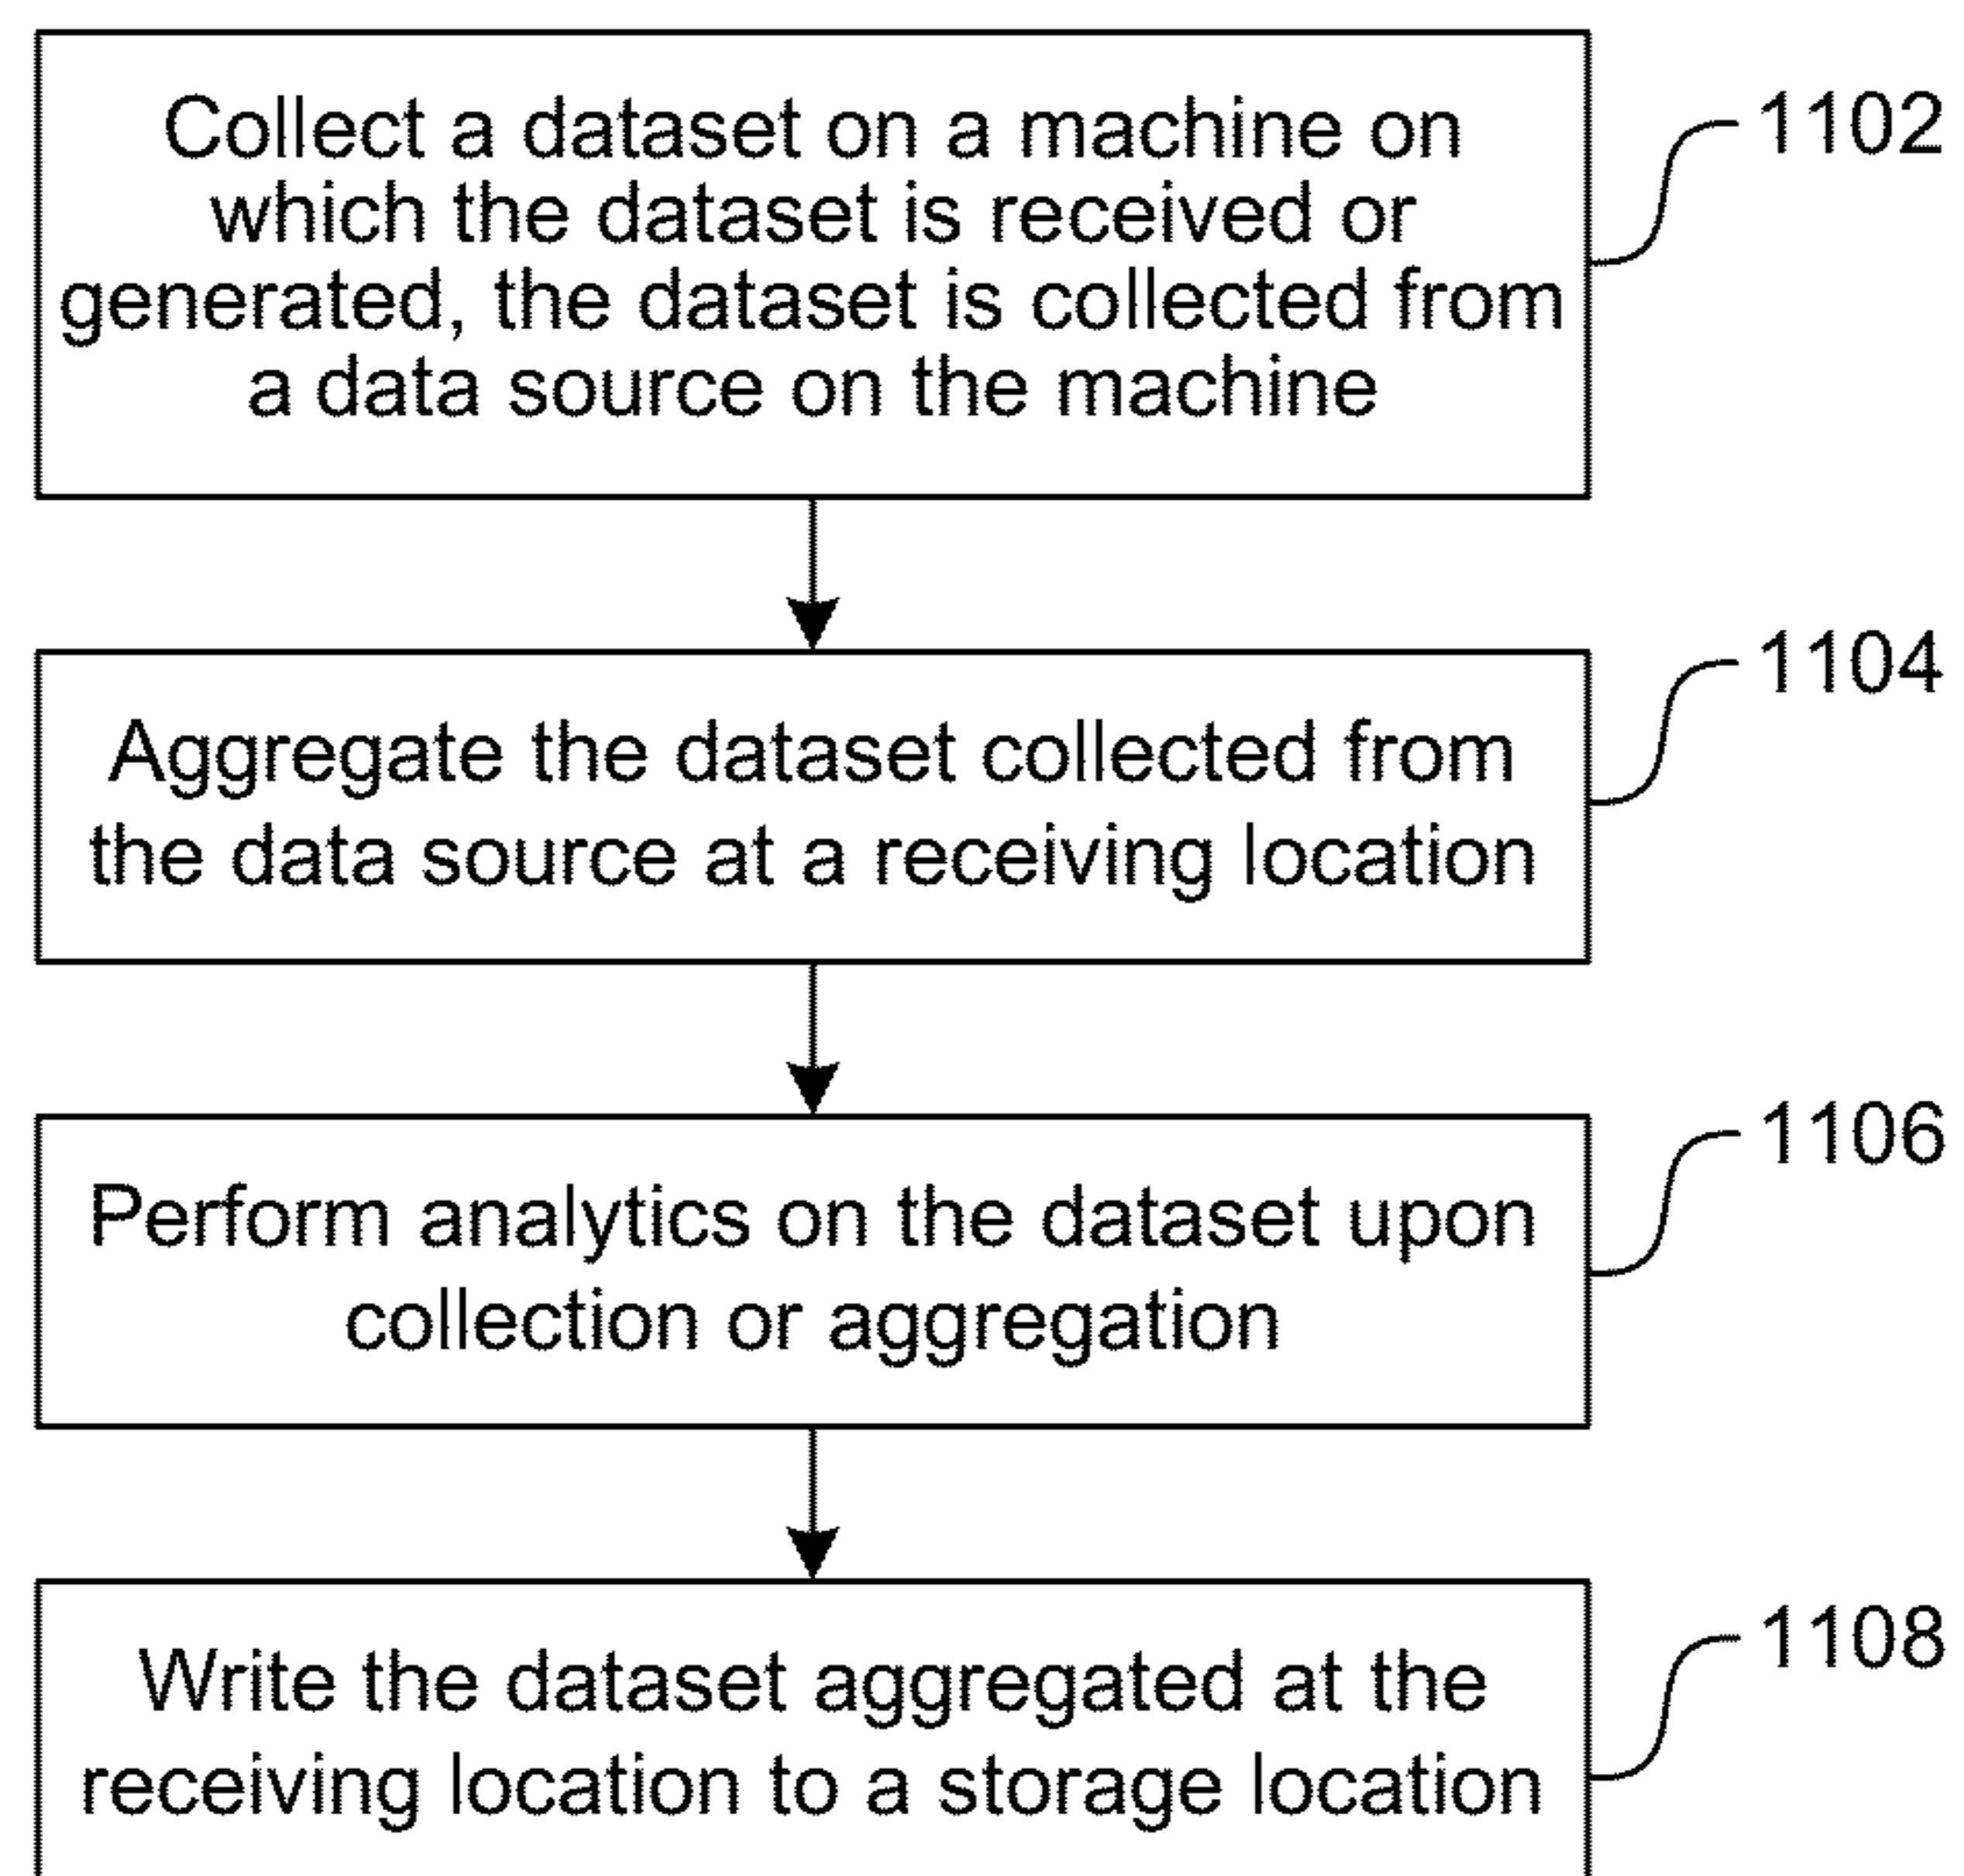 Collect a dataset on a machine on
which the dataset is received or
generated, the dataset is collected from
a data source on the machine
1102
Aggregate the dataset collected from
the data source at a receiving location
1104
Perform analytics on the dataset upon
collection or aggregation
1106
Write the dataset aggregated at the
receiving location to a storage location
1108